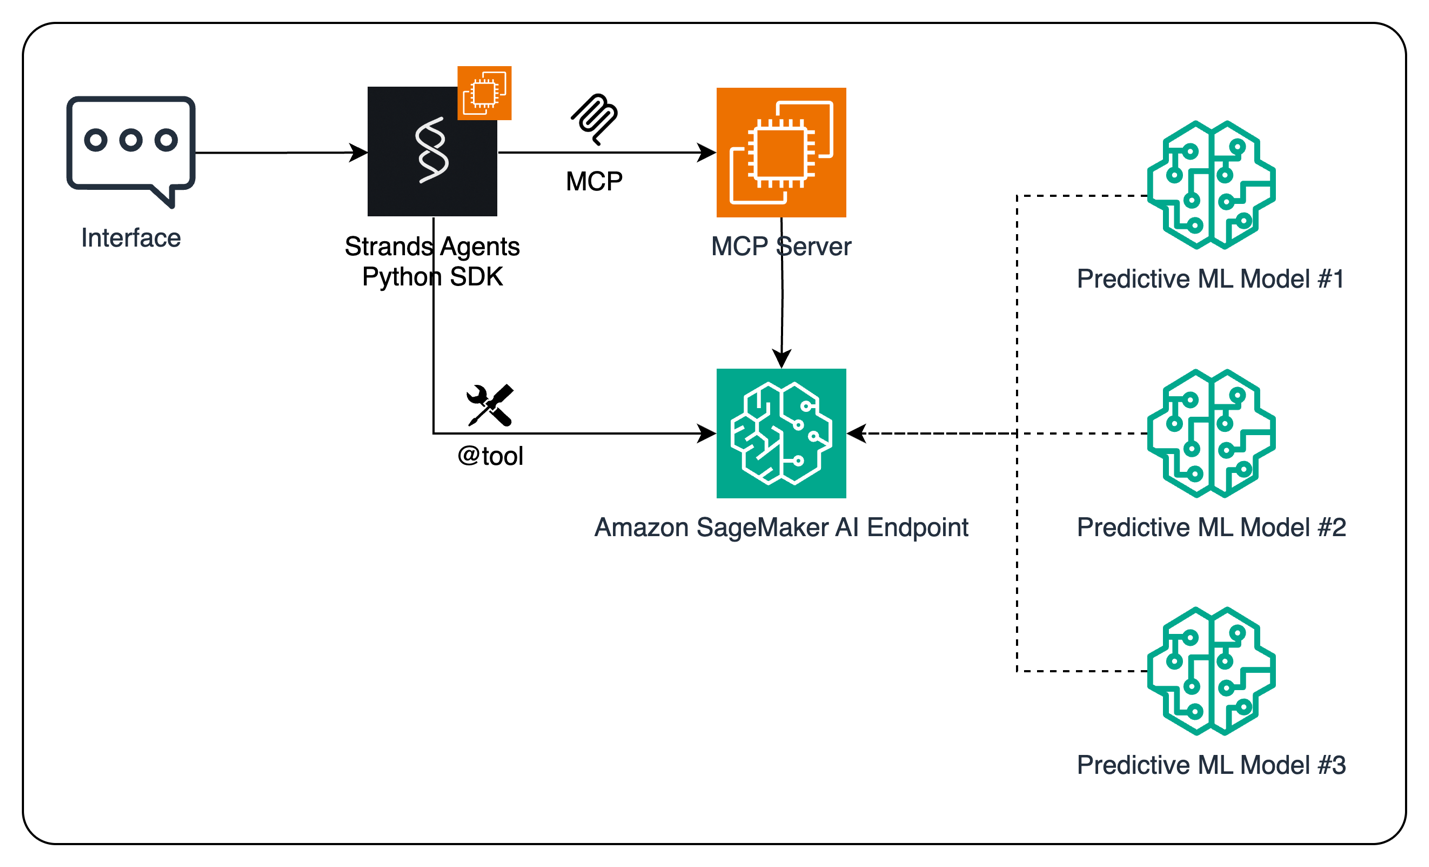 Interface
Strands Agents
Python SDK
MCP
MCP Server
@tool
Amazon SageMaker AI Endpoint
Predictive ML Model #1
Predictive ML Model #2
Predictive ML Model #3